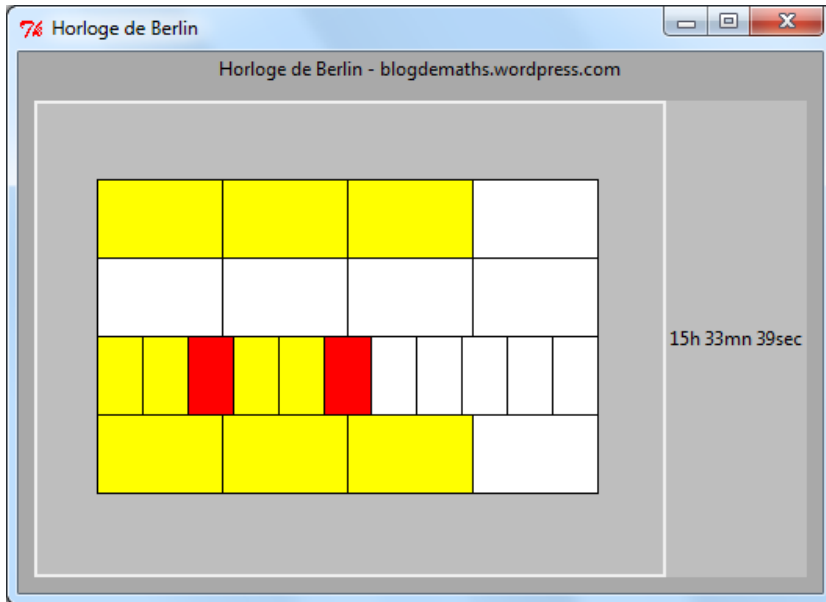 Horloge de Berlin
Horloge de Berlin - blogdemaths.wordpress.com
15h 33mn 39sec